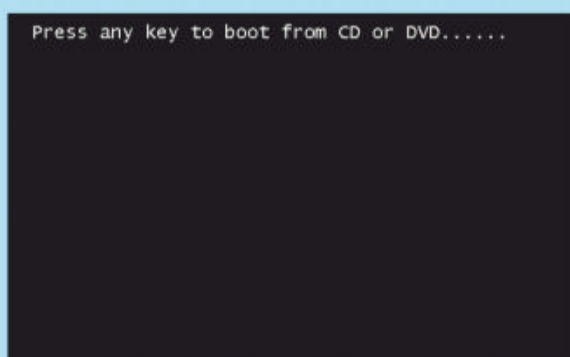 Press any key to boot from CD or DVD......